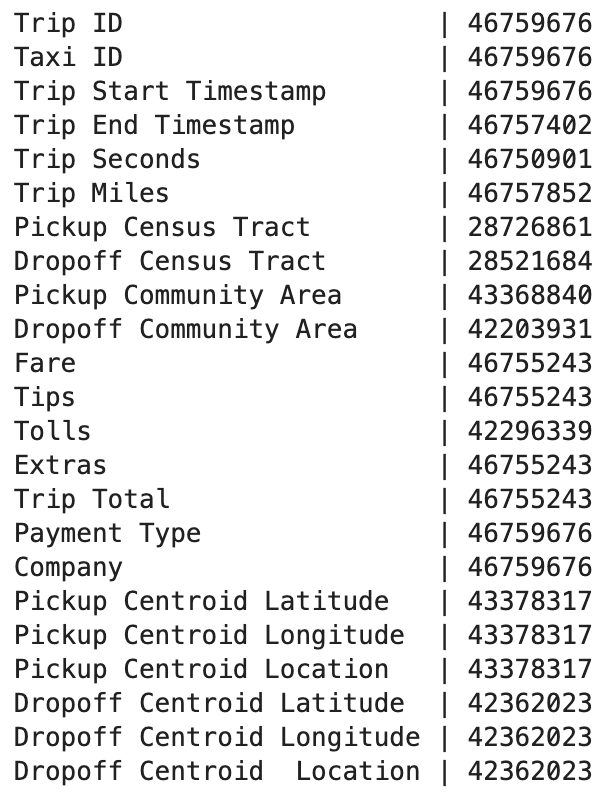 Trip ID                    | 46759676
Taxi ID                    | 46759676
Trip Start Timestamp       | 46759676
Trip End Timestamp         | 46757402
Trip Seconds               | 46750901
Trip Miles                 | 46757852
Pickup Census Tract        | 28726861
Dropoff Census Tract       | 28521684
Pickup Community Area      | 43368840
Dropoff Community Area     | 42203931
Fare                       | 46755243
Tips                       | 46755243
Tolls                      | 42296339
Extras                     | 46755243
Trip Total                 | 46755243
Payment Type               | 46759676
Company                    | 46759676
Pickup Centroid Latitude   | 43378317
Pickup Centroid Longitude  | 43378317
Pickup Centroid Location   | 43378317
Dropoff Centroid Latitude  | 42362023
Dropoff Centroid Longitude | 42362023
Dropoff Centroid  Location | 42362023